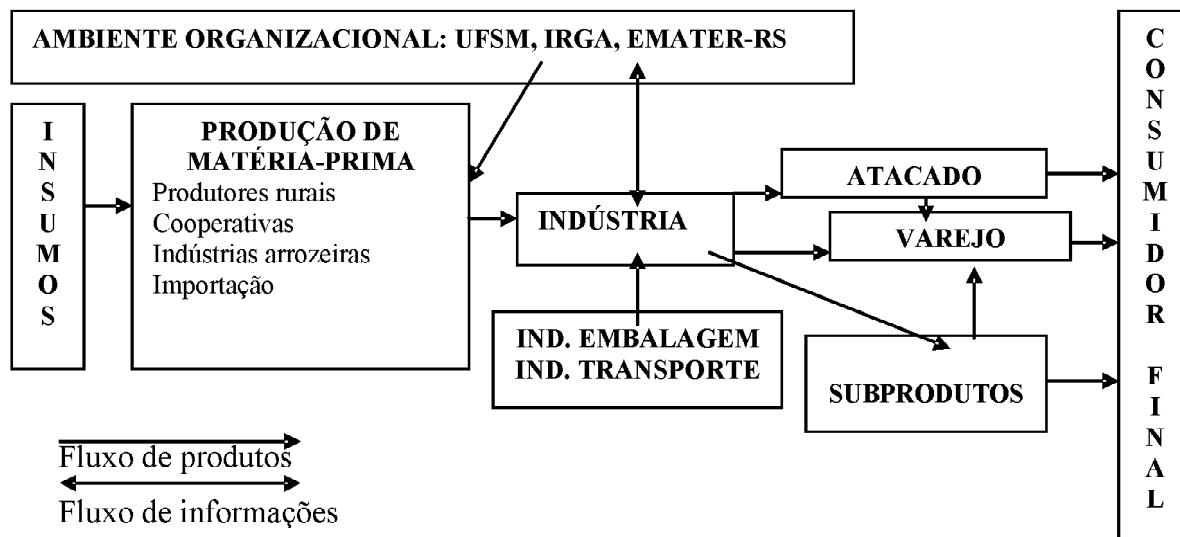 AMBIENTE ORGANIZACIONAL: UFSM, IRGA, EMATER-RS
INSUMOS
PRODUÇÃO DE
MATÉRIA-PRIMA
Produtores rurais
Cooperativas
Indústrias arrozeiras
Importação
INDÚSTRIA
IND. EMBALAGEM
IND. TRANSPORTE
ATACADO
VAREJO
SUBPRODUTOS
CONSUMIDOR FINAL
Fluxo de produtos
Fluxo de informações